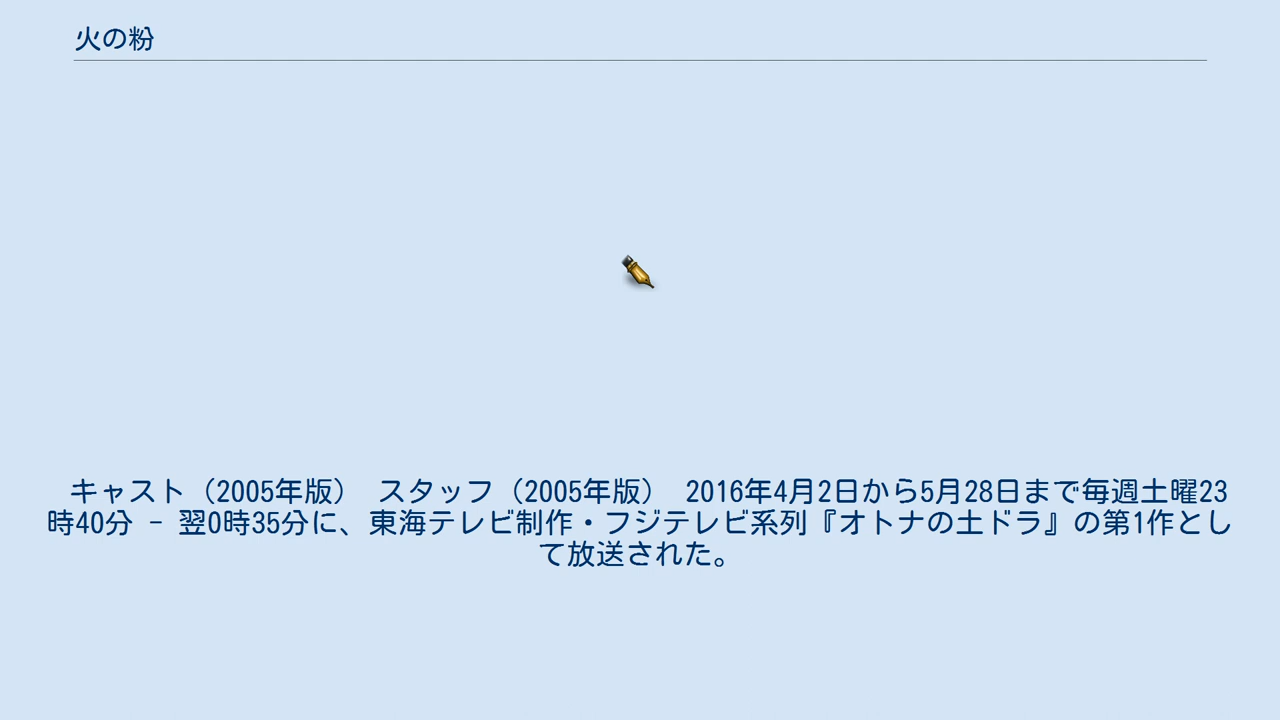 火の粉
キャスト（2005年版）　スタッフ（2005年版）　2016年4月2日から5月28日まで毎週土曜23
時40分 - 翌0時35分に、東海テレビ制作・フジテレビ系列『オトナの土ドラ』の第1作とし
て放送された。